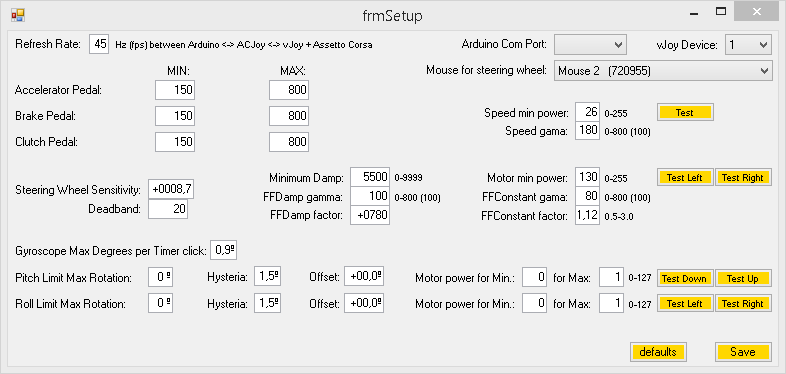 frmSetup
Refresh Rate: 45 Hz (fps) between Arduino <-> ACJoy <-> vJoy + Assetto Corsa Arduino Com Port: vJoy Device: 1
Mouse for steering wheel: Mouse 2 (720955)
MIN: MAX:
Accelerator Pedal: 150 800
Brake Pedal: 150 800
Speed min power: 26 0-255 Test
Speed gama: 180 0-800 (100)
Clutch Pedal: 150 800
Minimum Damp: 5500 0-9999 Motor min power: 130 0-255 Test Left Test Right
Steering Wheel Sensitivity: +0008,7 FFDamp gamma: 100 0-800 (100) FFConstant gama: 80 0-800 (100)
Deadband: 20 FFDamp factor: +0780 FFConstant factor: 1,12 0.5-3.0
Gyroscope Max Degrees per Timer click: 0,9º
Pitch Limit Max Rotation: 0 º Hysteria: 1,5º Offset: +00,0º Motor power for Min.: 0 for Max: 1 0-127 Test Down Test Up
Roll Limit Max Rotation: 0 º Hysteria: 1,5º Offset: +00,0º Motor power for Min.: 0 for Max: 1 0-127 Test Left Test Right
defaults Save